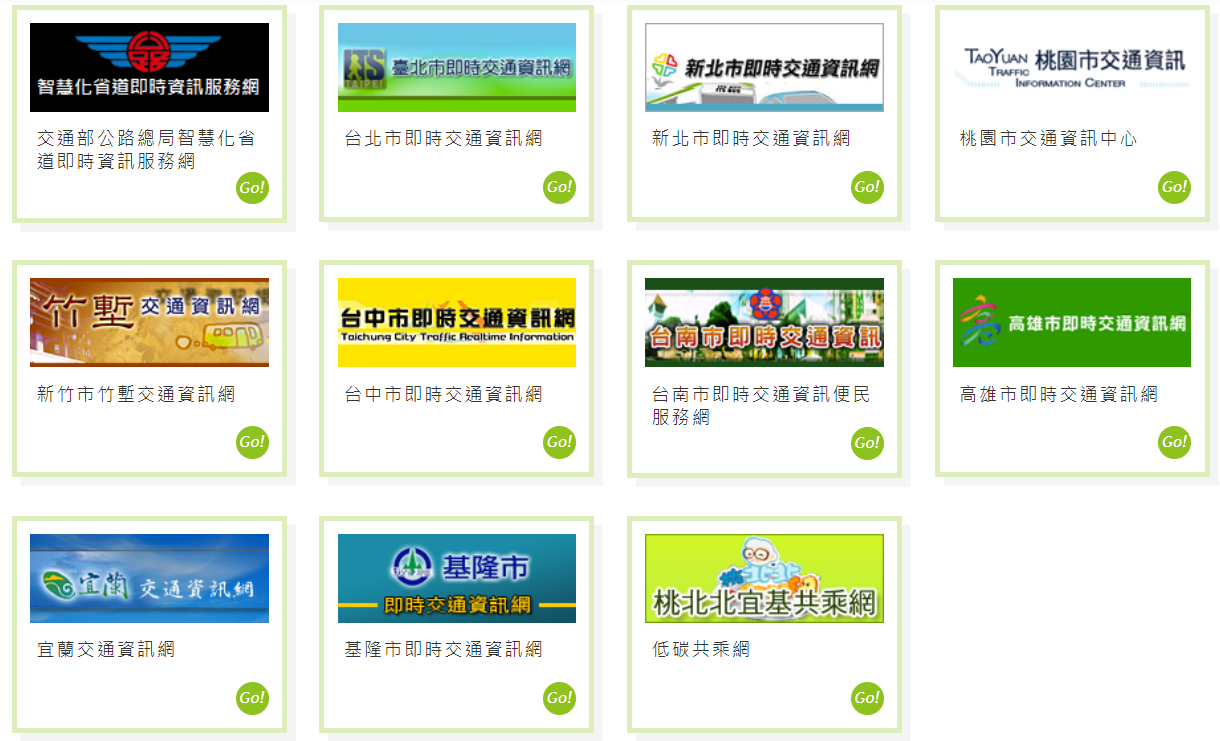 智慧化省道即時資訊服務網
交通部公路總局智慧化省
道即時資訊服務網
Go!
ITS
TAIPEI
臺北市即時交通資訊網
台北市即時交通資訊網
Go!
新北市即時交通資訊網
新北市即時交通資訊網
Go!
TAOYUAN 桃園市交通資訊
TRAFFIC
INFORMATION CENTER
桃園市交通資訊中心
Go!
竹塹 交通資訊網
新竹市竹塹交通資訊網
Go!
台中市即時交通資訊網
Taichung City Traffic Realtime Information
台中市即時交通資訊網
Go!
台南市即時交通資訊
台南市即時交通資訊便民
服務網
Go!
高雄市即時交通資訊網
高雄市即時交通資訊網
Go!
宜蘭 交通資訊網
宜蘭交通資訊網
Go!
基隆市
即時交通資訊網
基隆市即時交通資訊網
Go!
桃北北宜基共乘網
低碳共乘網
Go!